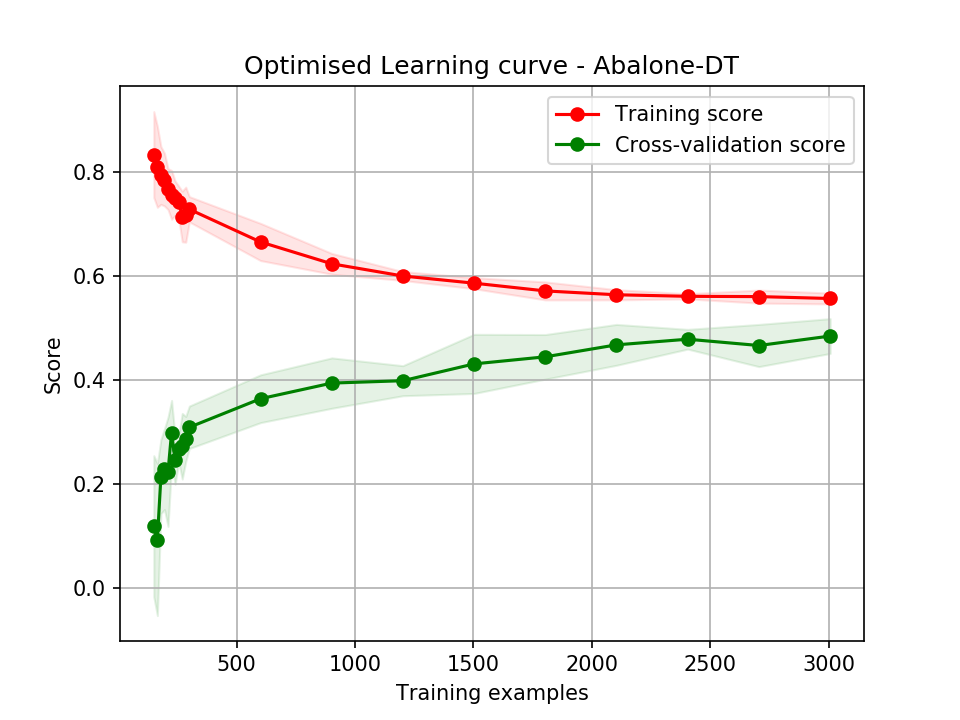 Optimised Learning curve - Abalone-DT
Training score
Cross-validation score
Score
0.8
0.6
0.4
0.2
0.0
500
1000
1500
2000
2500
3000
Training examples